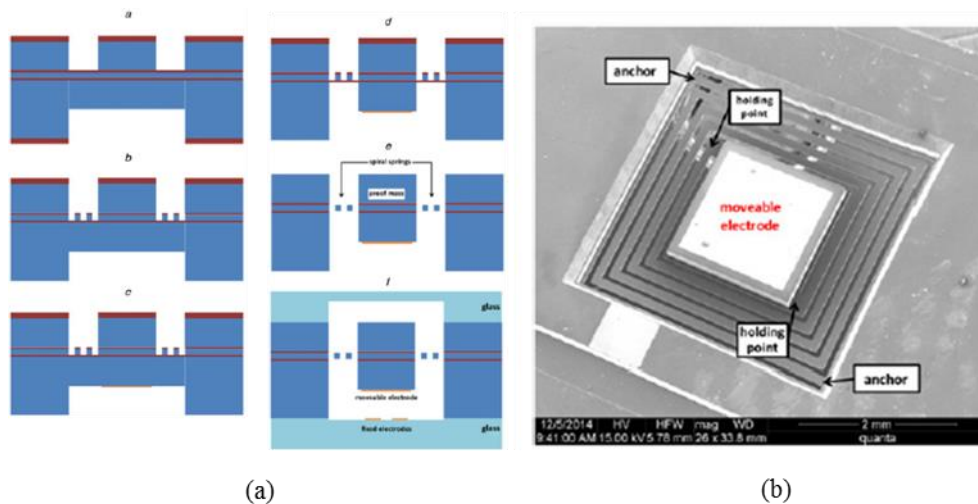 a
b
c
d
e
spiral springs
proof mass
f
glass
moveable electrode
fixed electrodes
glass
(a)
anchor
holding
point
moveable
electrode
holding
point
anchor
12/5/2014 HV HFW mag WD 2 mm
9:41:00 AM 15.00 kV 5.78 mm 26 x 33.8 mm quanta
(b)